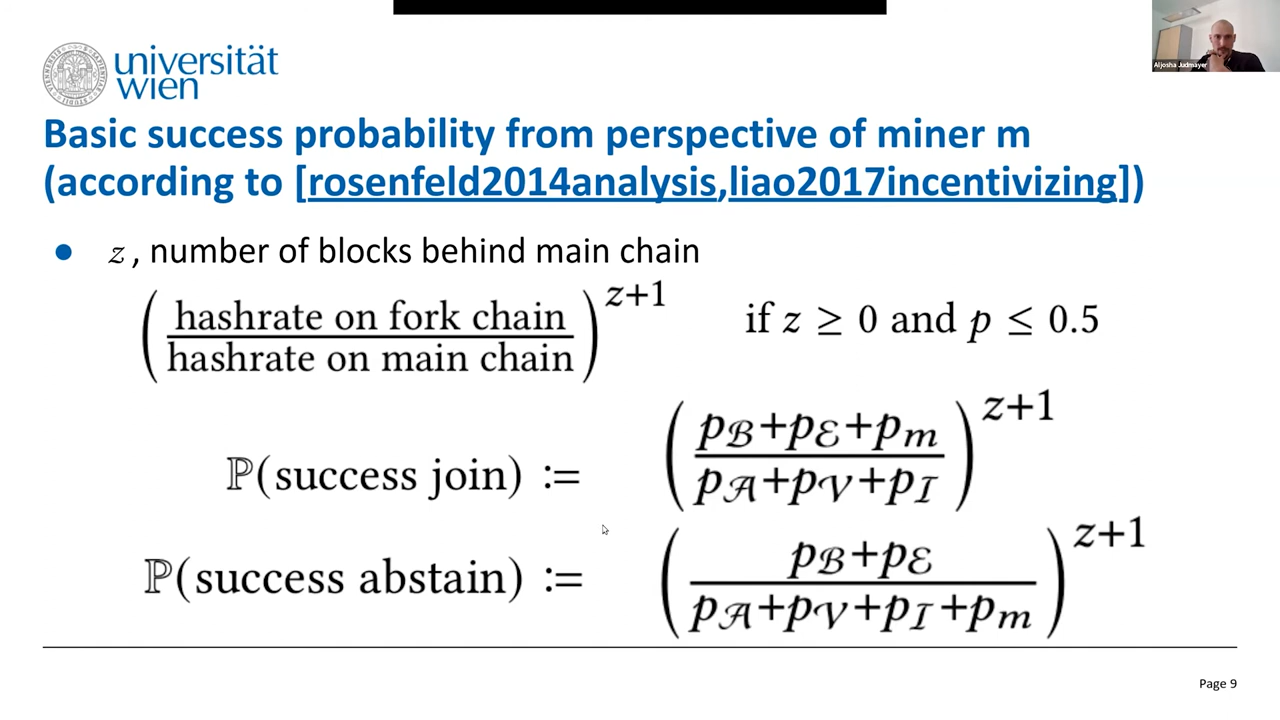 universität
wien
Aljosha Judmayer
Basic success probability from perspective of miner m
(according to [rosenfeld2014analysis,liao2017incentivizing])
● z , number of blocks behind main chain
(hashrate on fork chain / hashrate on main chain)^{z+1} if z ≥ 0 and p ≤ 0.5
ℙ(success join) := ((p_ℬ+p_ℰ+p_m) / (p_𝒜+p_𝒱+p_ℐ))^{z+1}
ℙ(success abstain) := ((p_ℬ+p_ℰ) / (p_𝒜+p_𝒱+p_ℐ+p_m))^{z+1}
Page 9